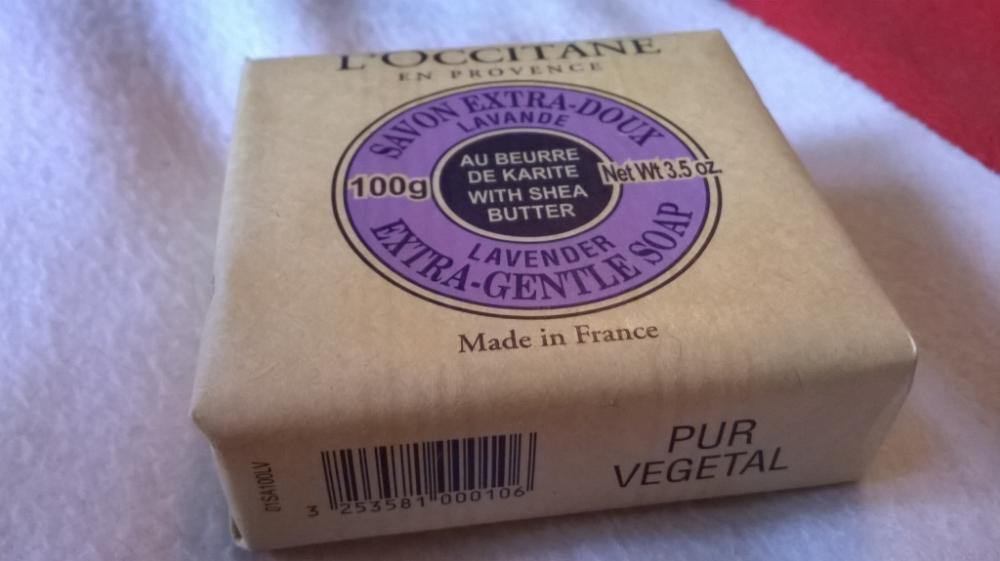 L'OCCITANE
EN PROVENCE
SAVON EXTRA-DOUX
LAVANDE
100g
AU BEURRE
DE KARITE
WITH SHEA
BUTTER
Net Wt 3.5 oz.
LAVENDER
EXTRA-GENTLE SOAP
Made in France
01SA100LV
3 253581 000106
PUR
VEGETAL